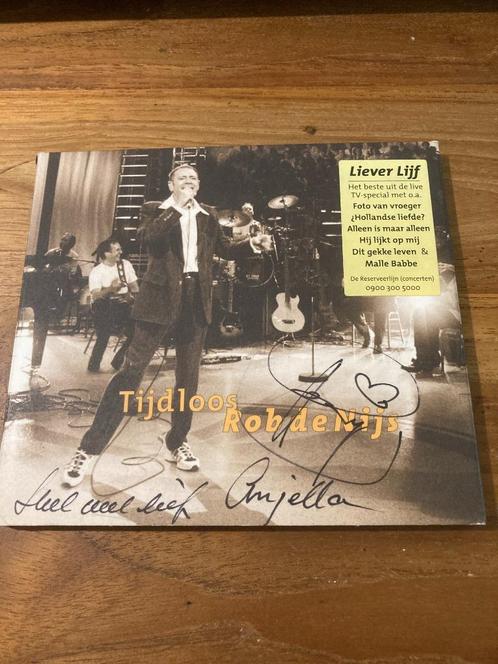 Liever Lijf
Het beste uit de live
TV-special met o.a.
Foto van vroeger
¿Hollandse liefde?
Alleen is maar alleen
Hij lijkt op mij
Dit gekke leven &
Malle Babbe
De Reserveerlijn (concerten)
0900 300 5000
Tijdloos
Rob de Nijs
Heel veel liefs Anjella